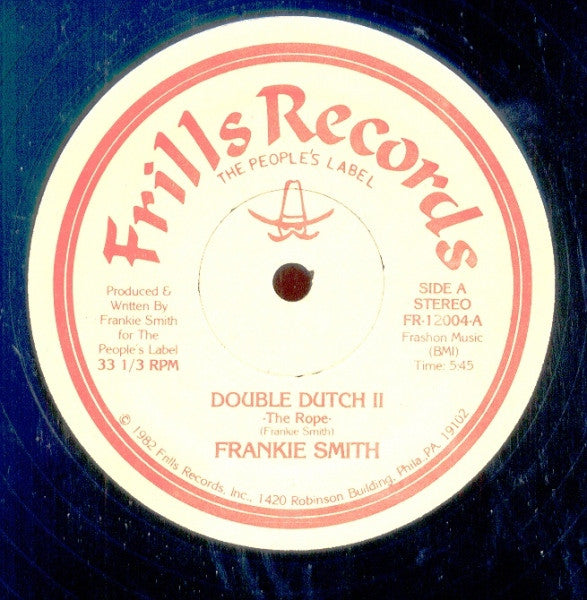 Frills Records
THE PEOPLE'S LABEL
Produced &
Written By
Frankie Smith
for The
People's Label
33 1/3 RPM
SIDE A
STEREO
FR-12004-A
Frashon Music
(BMI)
Time: 5:45
DOUBLE DUTCH II
-The Rope-
(Frankie Smith)
FRANKIE SMITH
© 1982 Frills Records, Inc., 1420 Robinson Building, Phila.,PA. 19102